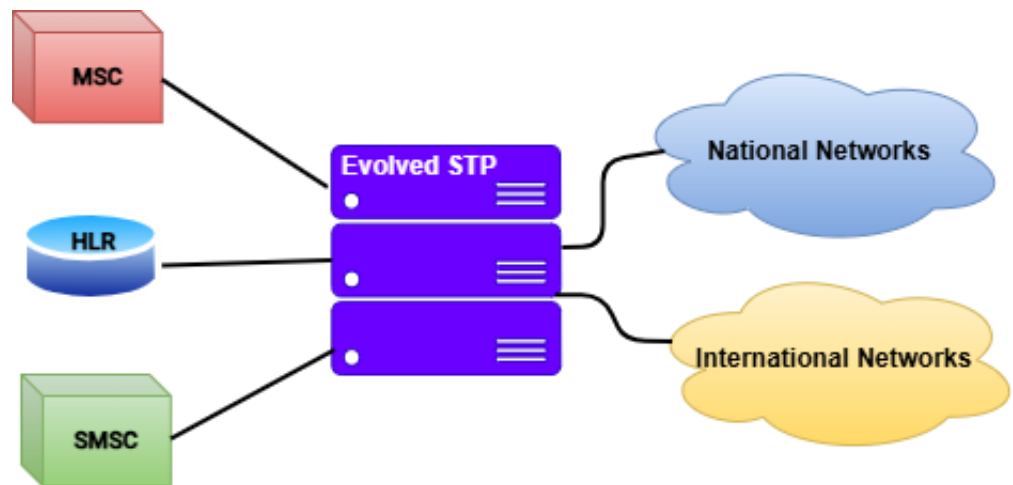 MSC
Evolved STP
National Networks
HLR
International Networks
SMSC